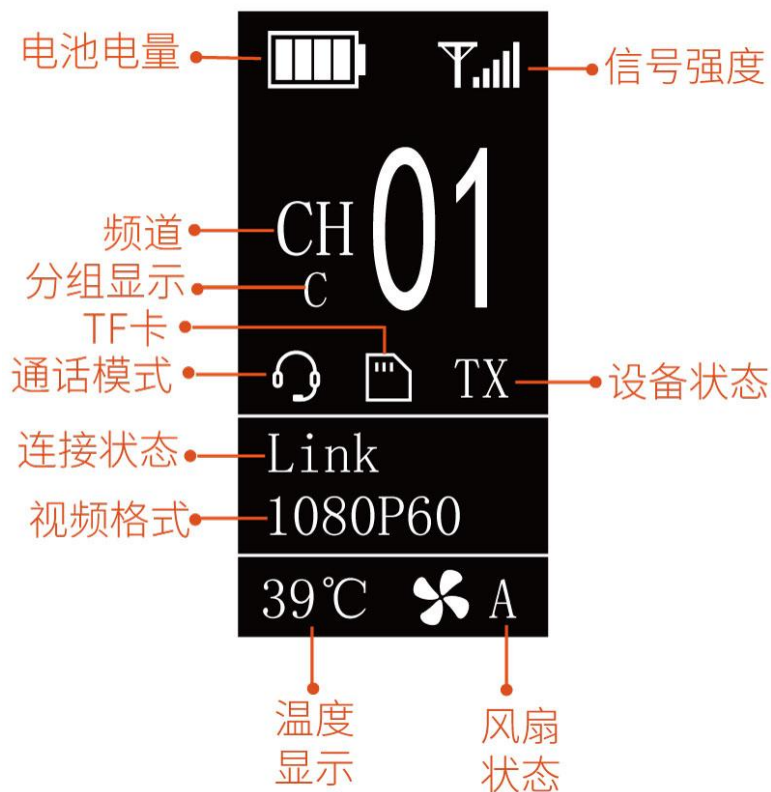 电池电量
信号强度
频道
CH 01
分组显示
C
TF卡
通话模式
TX
设备状态
连接状态
Link
视频格式
1080P60
39℃
A
温度
显示
风扇
状态